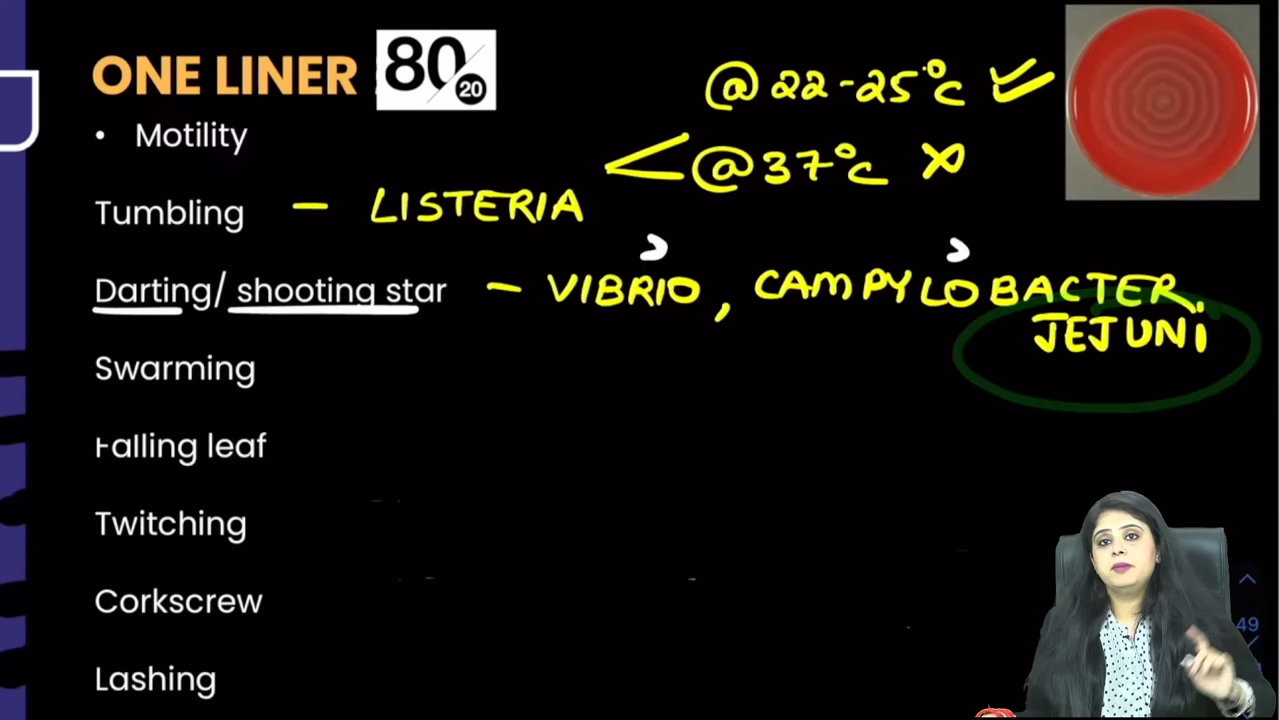 ONE LINER 80/20
@ 22-25°C ✓
• Motility
< @ 37°C ✗
Tumbling – LISTERIA
Darting/ shooting star – VIBRIO, CAMPYLOBACTER
JEJUNI
Swarming
Falling leaf
Twitching
Corkscrew
49
Lashing